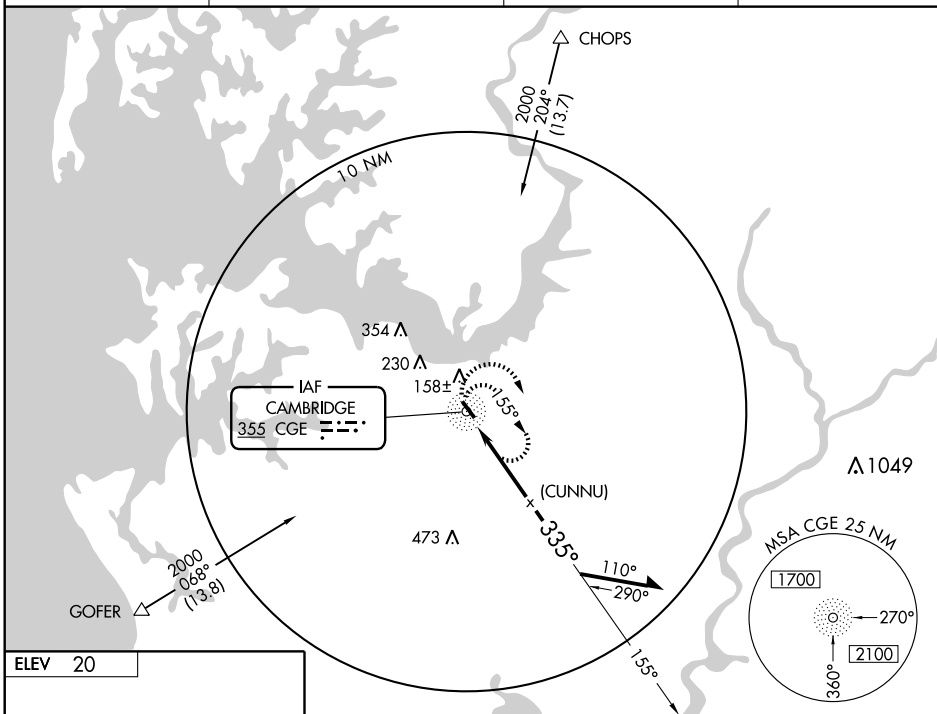 CHOPS
2000
204°
(13.7)
10 NM
354
230
158±
IAF
CAMBRIDGE
355 CGE
155°
(CUNNU)
1049
335°
473
MSA CGE 25 NM
1700
270°
2100
360°
110°
290°
2000
068°
(13.8)
GOFER
155°
ELEV 20